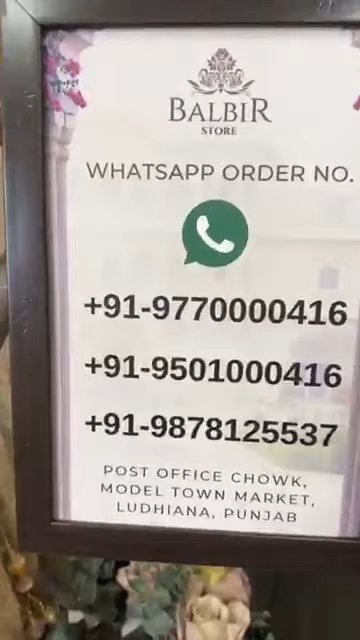 BALBIR
STORE
WHATSAPP ORDER NO.
+91-9770000416
+91-9501000416
+91-9878125537
POST OFFICE CHOWK,
MODEL TOWN MARKET,
LUDHIANA, PUNJAB